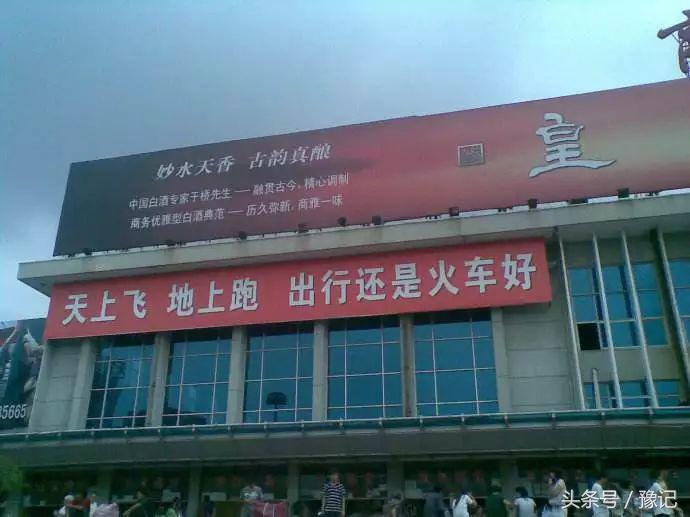 妙水天香 古韵真酿
中国白酒专家于桥先生——融贯古今,精心调制
商务优雅型白酒典范——历久弥新,商雅一味
皇
天上飞 地上跑 出行还是火车好
35665
头条号/豫记